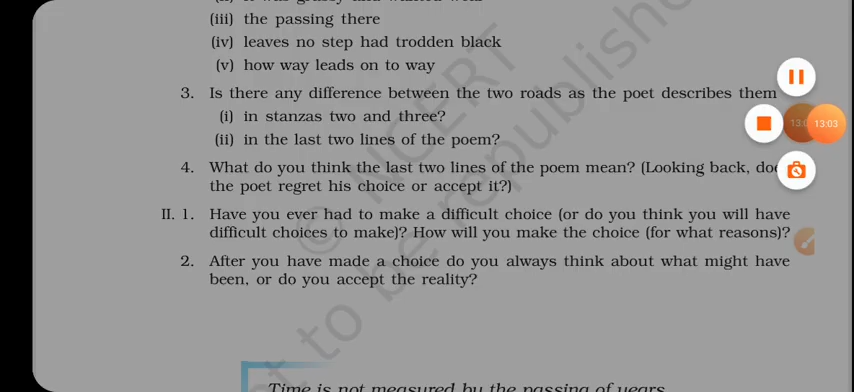 (iii) the passing there
(iv) leaves no step had trodden black
(v) how way leads on to way
3. Is there any difference between the two roads as the poet describes them
(i) in stanzas two and three?
(ii) in the last two lines of the poem?
4. What do you think the last two lines of the poem mean? (Looking back, doe
the poet regret his choice or accept it?)
II. 1. Have you ever had to make a difficult choice (or do you think you will have
difficult choices to make)? How will you make the choice (for what reasons)?
2. After you have made a choice do you always think about what might have
been, or do you accept the reality?
Time is not measured by the passing of years
© NCERT
not to be republished
13:03